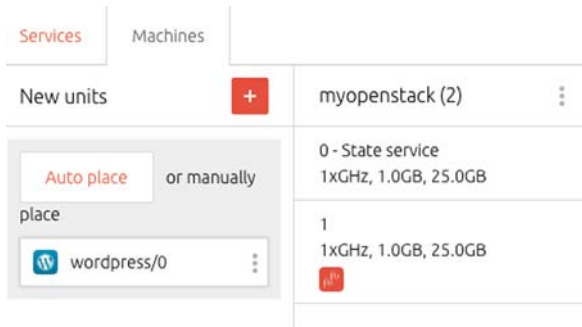 Services
Machines
New units
+
myopenstack (2)
Auto place
or manually
place
wordpress/0
0 - State service
1xGHz, 1.0GB, 25.0GB
1
1xGHz, 1.0GB, 25.0GB